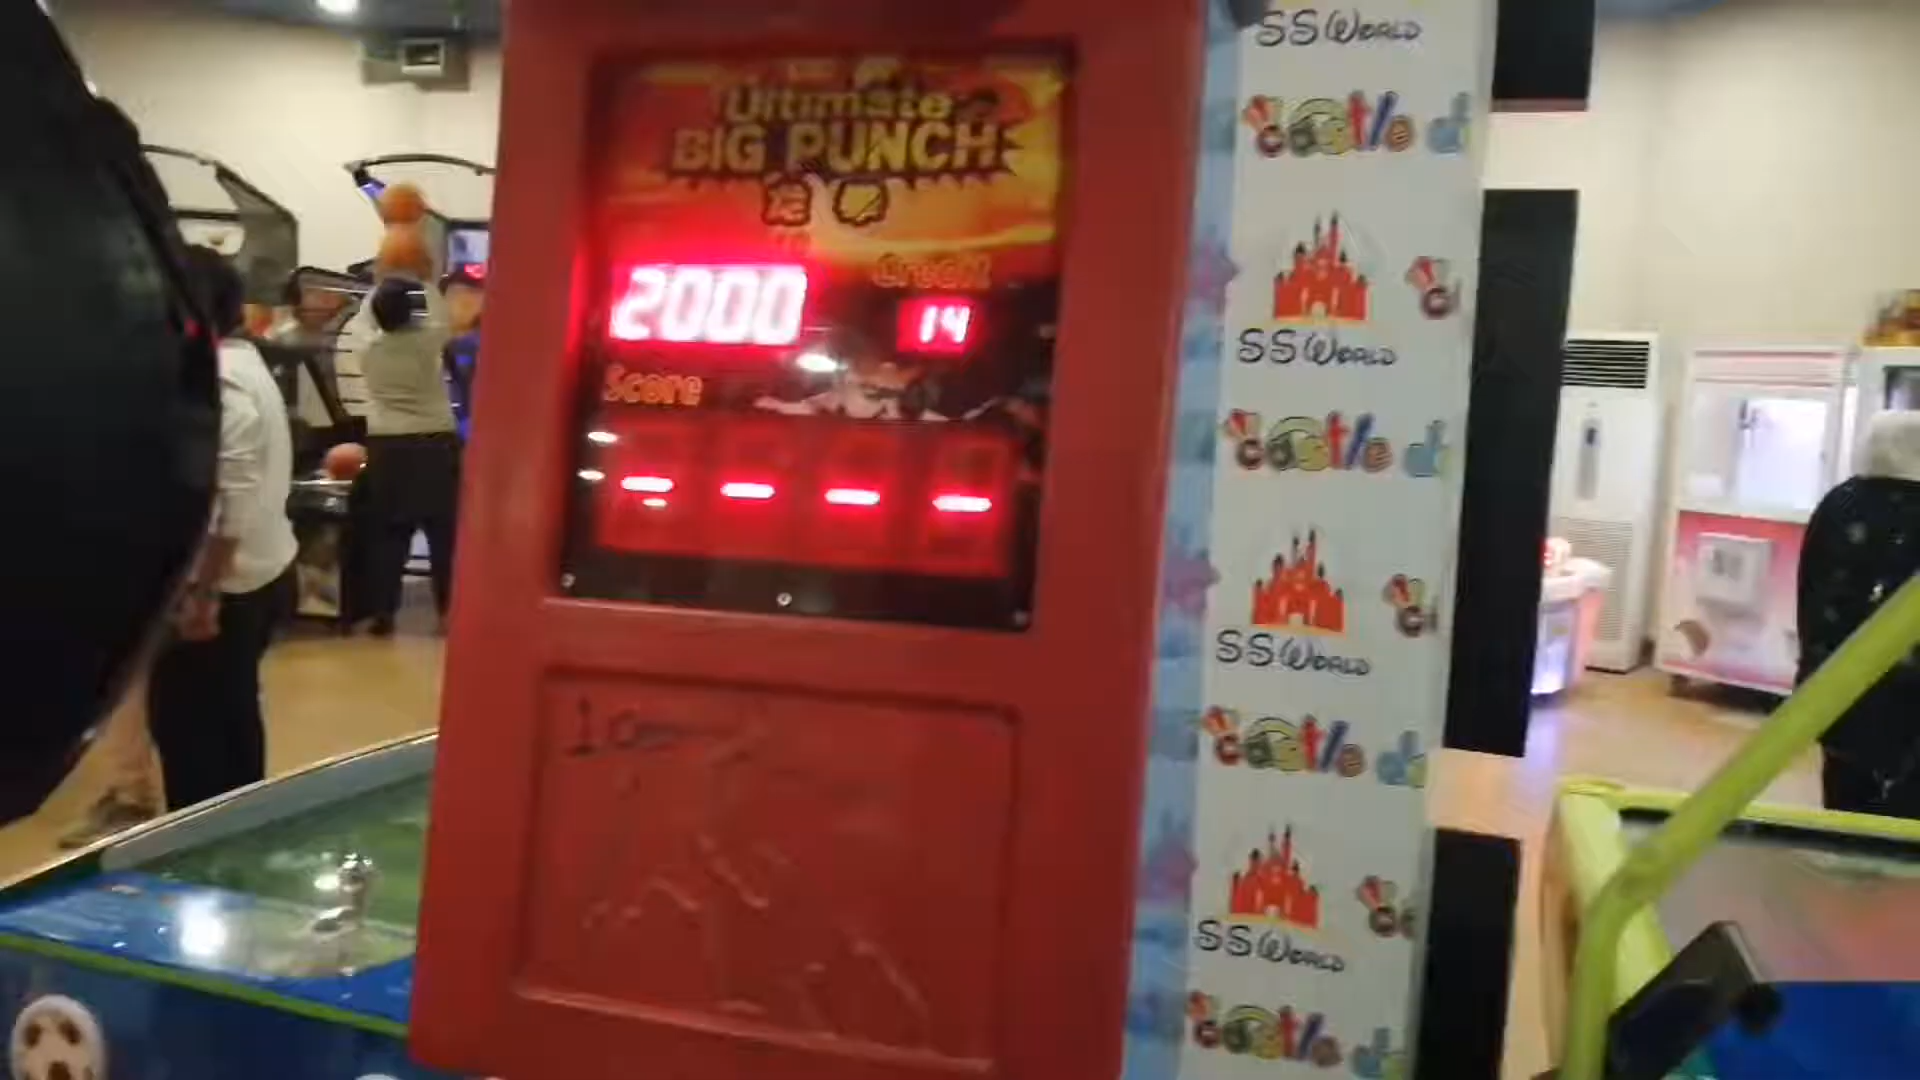 Ultimate
BIG PUNCH
Credit
2000
14
Score
- - - -
1
SS WORLD
castle
SS WORLD
castle
SS WORLD
castle
SS WORLD
castle